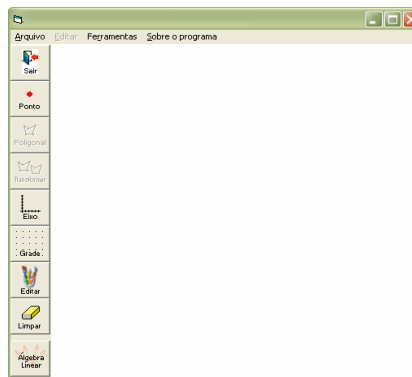 Arquivo Editar Ferramentas Sobre o programa
Sair
Ponto
Poligonal
Transformar
Eixo
Grade
Editar
Limpar
Álgebra
Linear